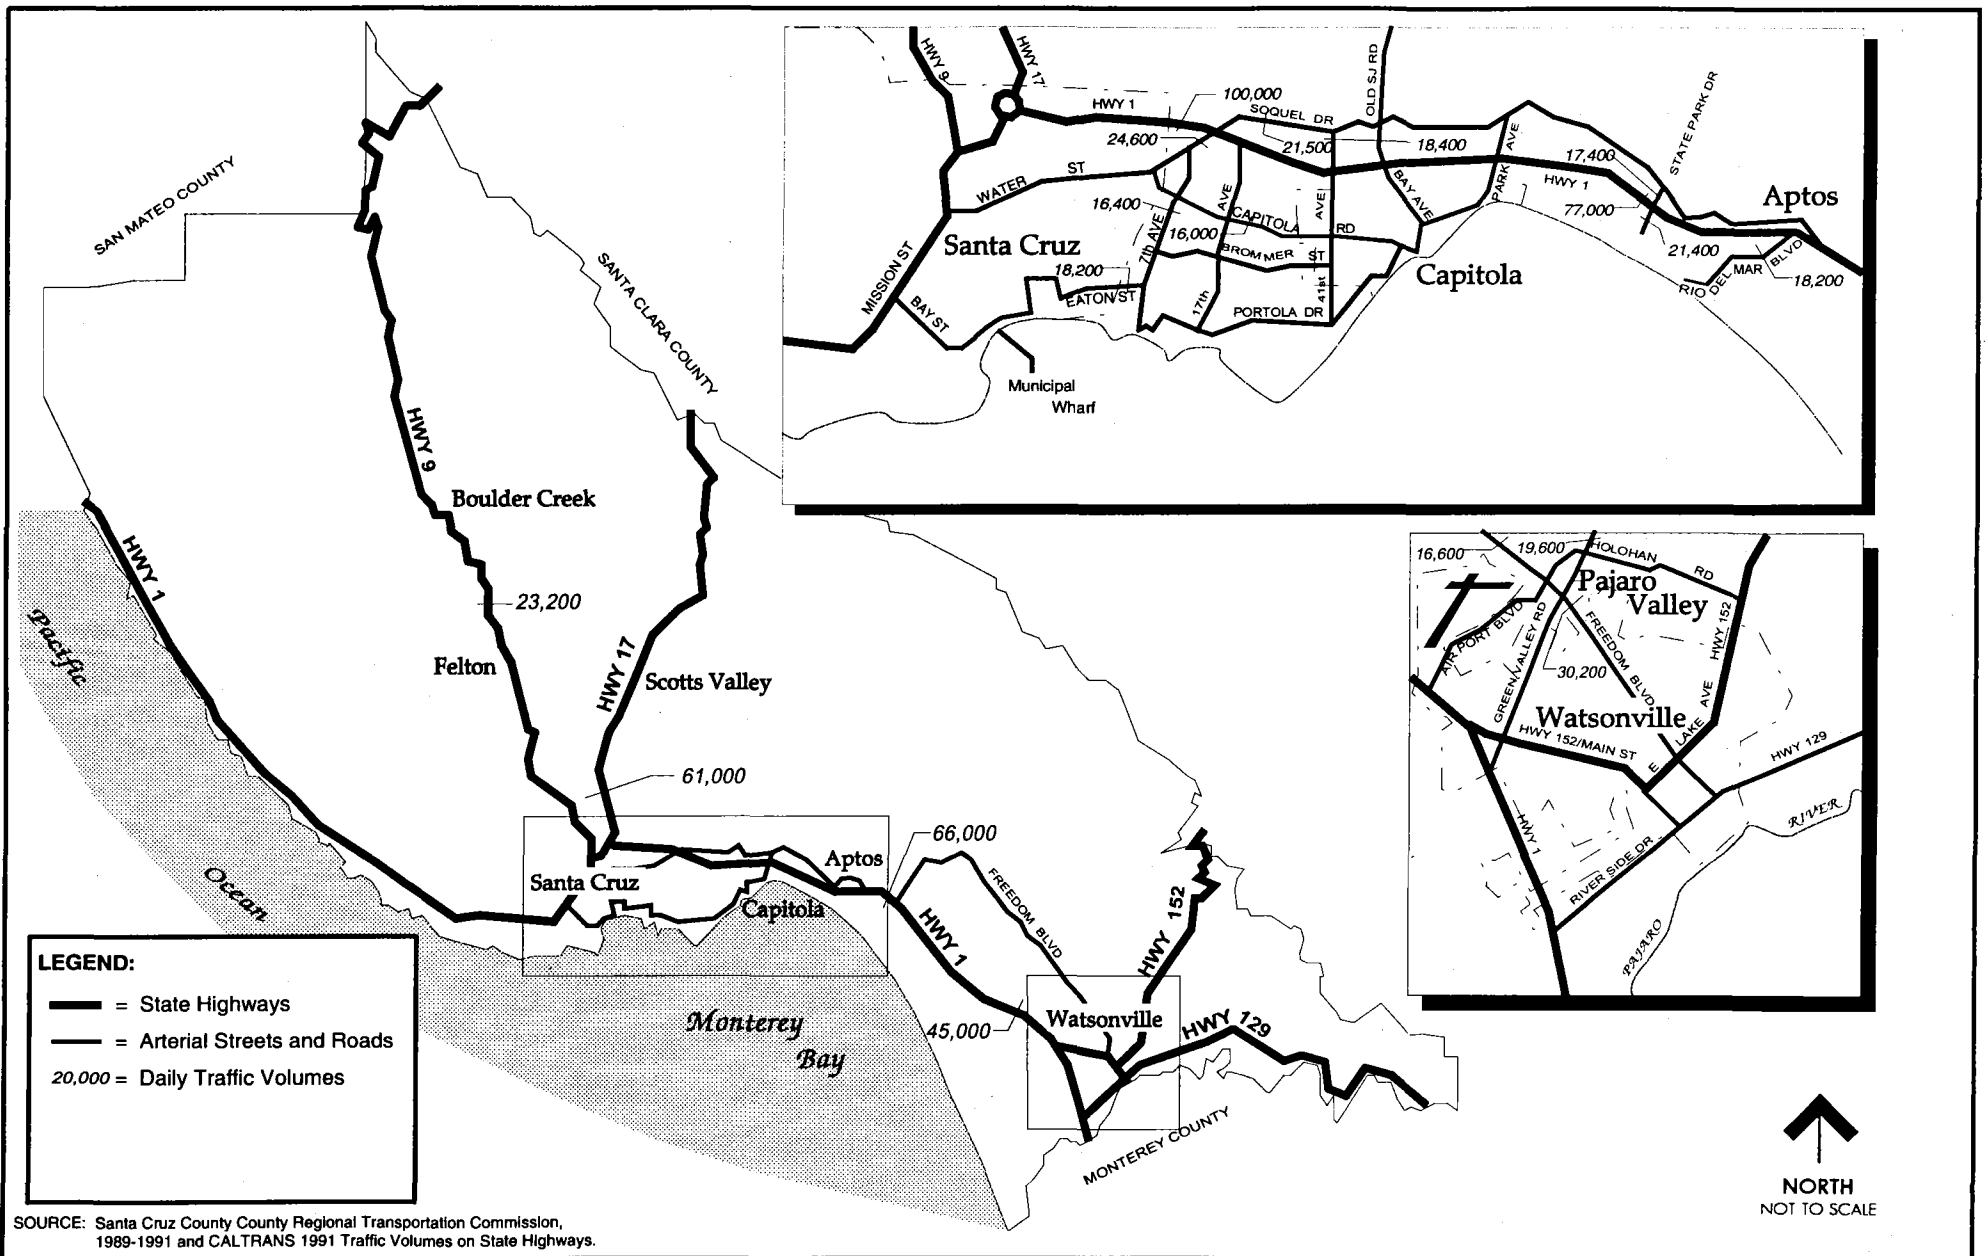 SAN MATEO COUNTY
SANTA CLARA COUNTY
HWY 9
Boulder Creek
HWY 1
23,200
Felton
HWY 17
Scotts Valley
61,000
Pacific
Ocean
66,000
Aptos
Santa Cruz
Capitola
FREEDOM BLVD
HWY 1
HWY 152
45,000
Watsonville
HWY 129
Monterey
Bay
MONTEREY COUNTY
HWY 9
HWY 17
HWY 1
100,000
SOQUEL DR
OLD SJ RD
STATE PARK DR
24,600
21,500
18,400
PARK AVE
17,400
HWY 1
WATER ST
16,400
7th AVE
AVE
17th
CAPITOLA RD
AVE
41st
BAY AVE
77,000
Aptos
16,000
BROMMER ST
Santa Cruz
MISSION ST
18,200
EATON ST
BAY ST
PORTOLA DR
Capitola
21,400
RIO DEL MAR BLVD
18,200
Municipal
Wharf
16,600
19,600
HOLOHAN RD
Pajaro
Valley
AIR PORT BLVD
GREEN VALLEY RD
FREEDOM BLVD
HWY 152
30,200
Watsonville
HWY 152/MAIN ST
E LAKE AVE
HWY 129
HWY 1
RIVER SIDE DR
PAJARO RIVER
LEGEND:
= State Highways
= Arterial Streets and Roads
20,000 = Daily Traffic Volumes
NORTH
NOT TO SCALE
SOURCE: Santa Cruz County County Regional Transportation Commission,
1989-1991 and CALTRANS 1991 Traffic Volumes on State Highways.